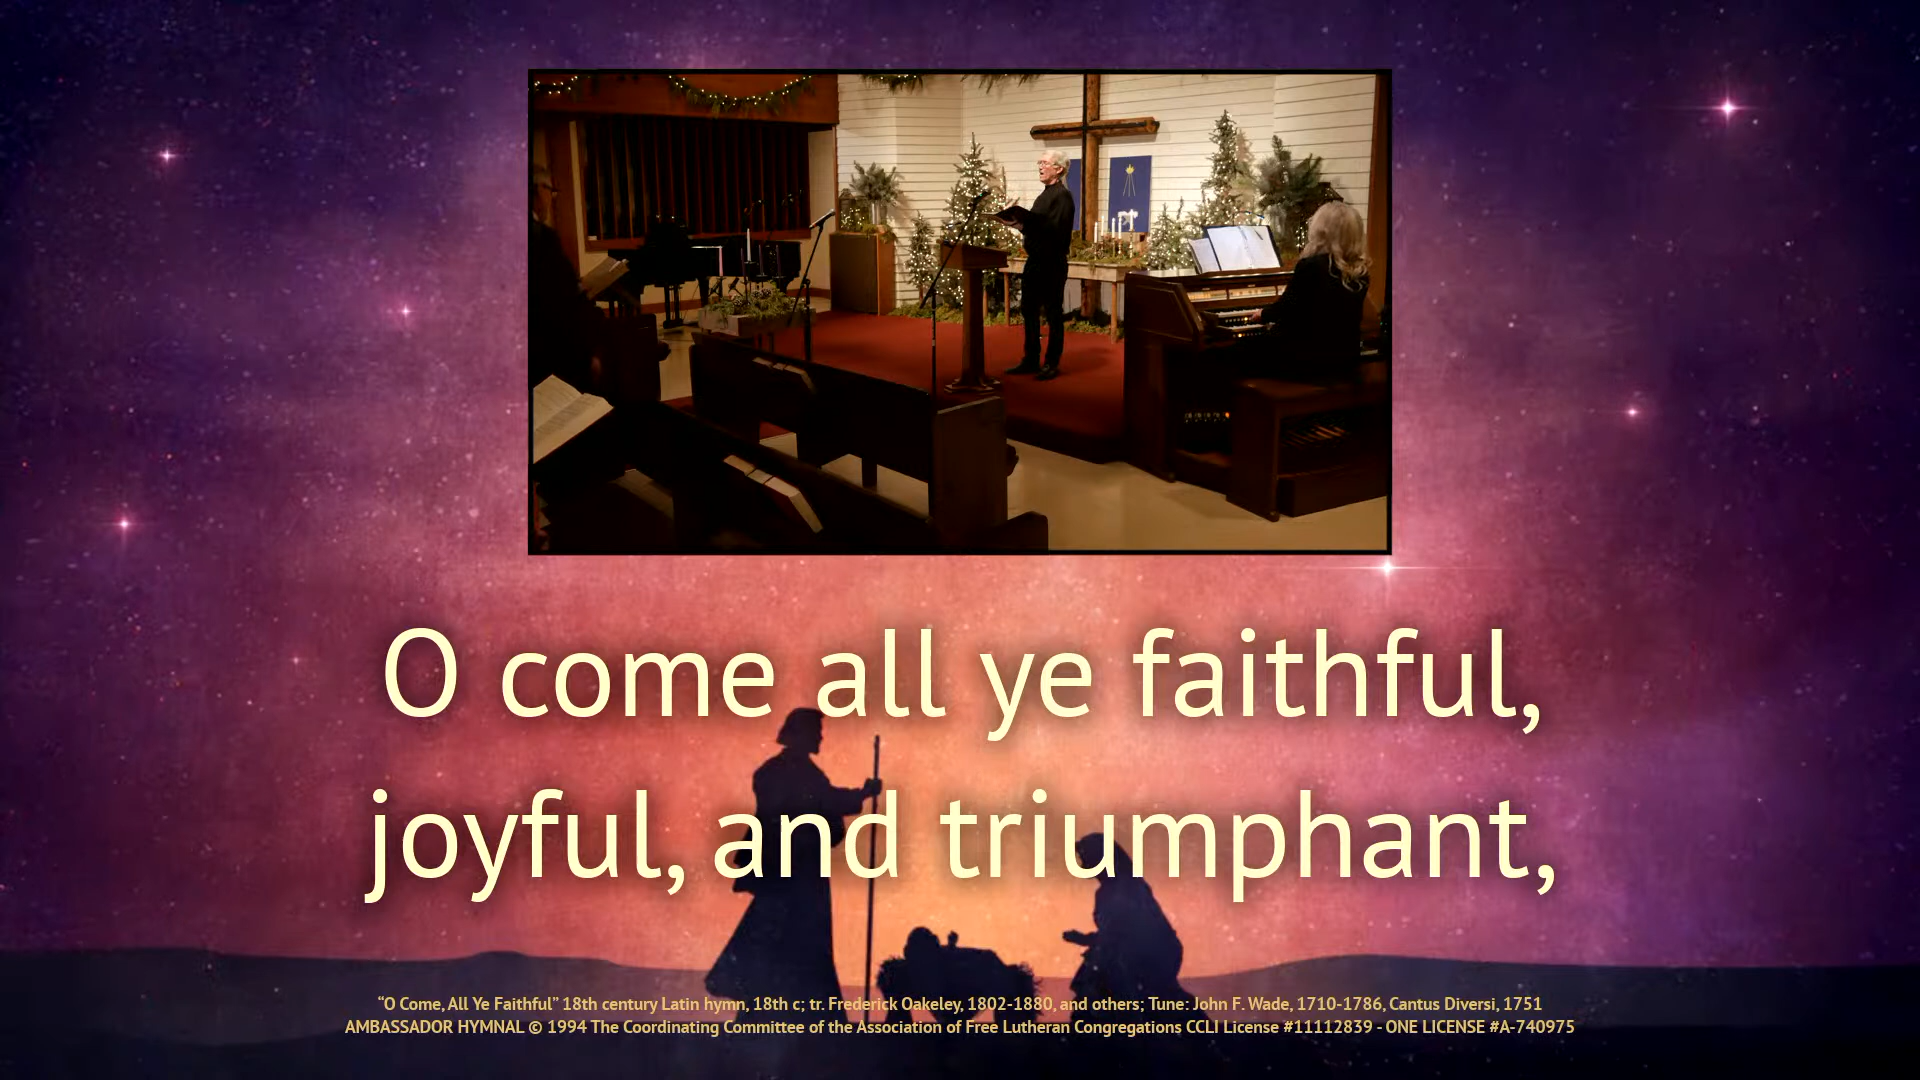 O come all ye faithful,
joyful, and triumphant,
“O Come, All Ye Faithful” 18th century Latin hymn, 18th c; tr. Frederick Oakeley, 1802-1880, and others; Tune: John F. Wade, 1710-1786, Cantus Diversi, 1751
AMBASSADOR HYMNAL © 1994 The Coordinating Committee of the Association of Free Lutheran Congregations CCLI License #11112839 - ONE LICENSE #A-740975